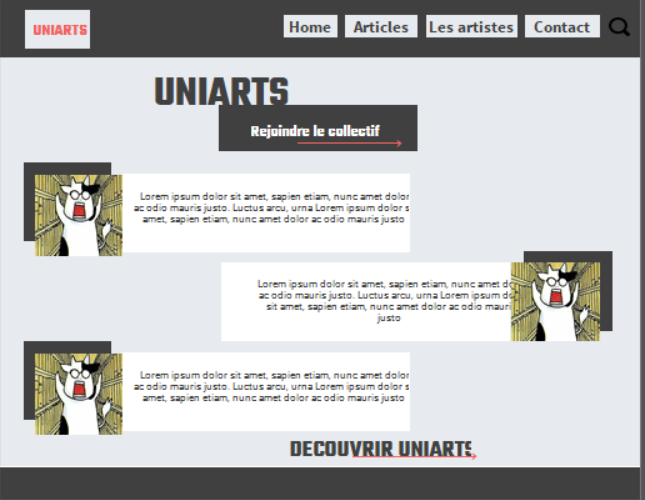 UNIARTS
Home
Articles
Les artistes
Contact
UNIARTS
Rejoindre le collectif
Lorem ipsum dolor sit amet, sapien etiam, nunc amet dolor
ac odio mauris justo. Luctus arcu, urna Lorem ipsum dolor s
amet, sapien etiam, nunc amet dolor ac odio mauris justo
Lorem ipsum dolor sit amet, sapien etiam, nunc amet do
ac odio mauris justo. Luctus arcu, urna Lorem ipsum do
sit amet, sapien etiam, nunc amet dolor ac odio mauri
justo
Lorem ipsum dolor sit amet, sapien etiam, nunc amet dolor
ac odio mauris justo. Luctus arcu, urna Lorem ipsum dolor s
amet, sapien etiam, nunc amet dolor ac odio mauris justo
DECOUVRIR UNIARTS